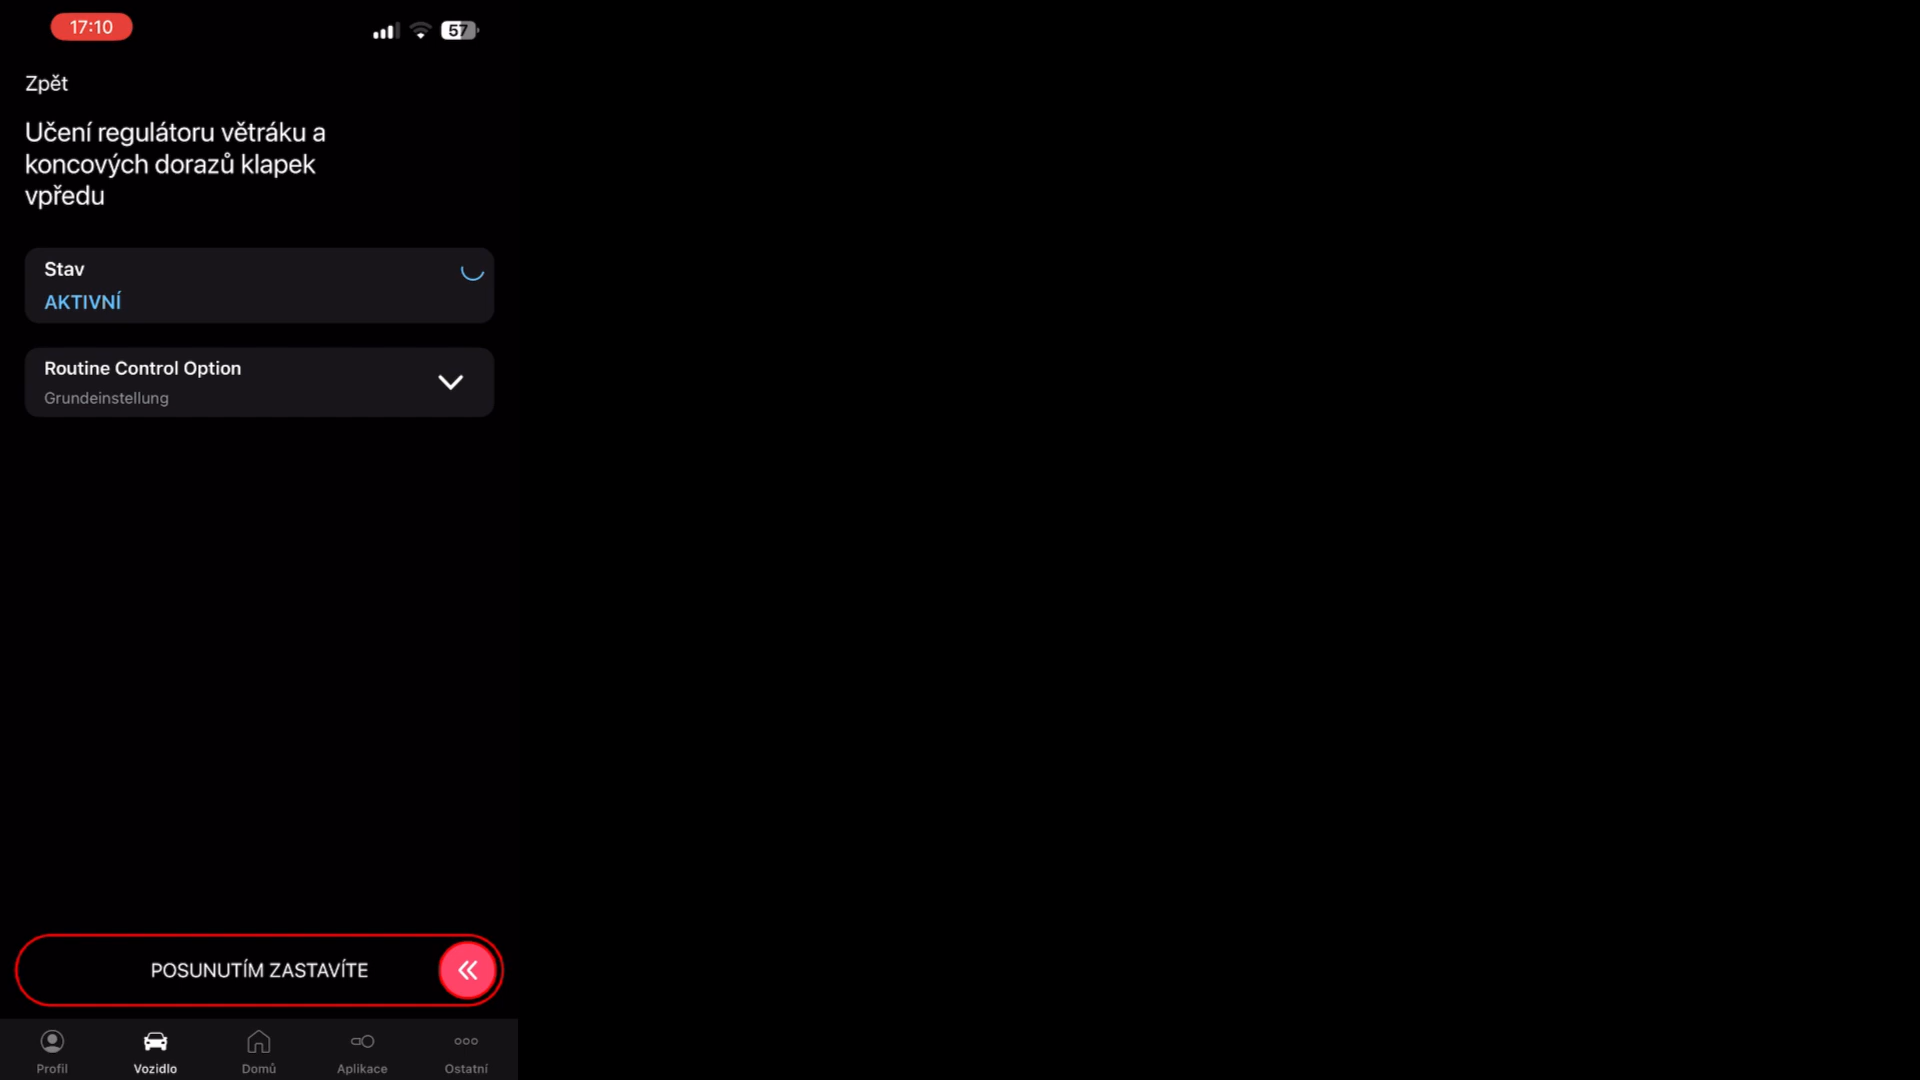 17:10
57
Zpět
Učení regulátoru větráku a
koncových dorazů klapek
vpředu
Stav
AKTIVNÍ
Routine Control Option
Grundeinstellung
POSUNUTÍM ZASTAVÍTE
Profil
Vozidlo
Domů
Aplikace
Ostatní